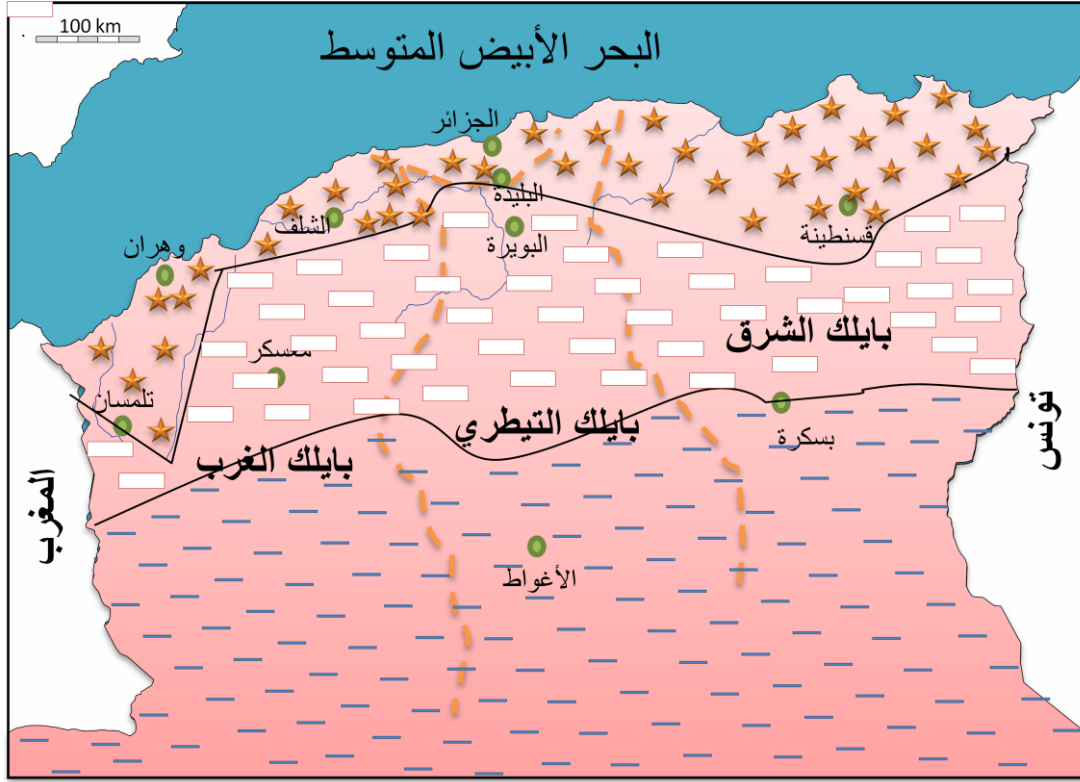 100 km
البحر الأبيض المتوسط
الجزائر
البليدة
الشلف
البويرة
قسنطينة
وهران
بايلك الشرق
معسكر
تلمسان
بايلك التيطري
بسكرة
تونس
بايلك الغرب
المغرب
الأغواط